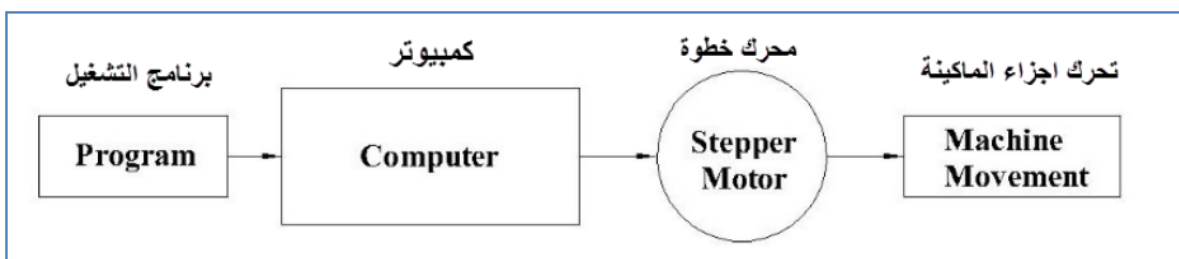 برنامج التشغيل
Program
كمبيوتر
Computer
محرك خطوة
Stepper
Motor
تحرك اجزاء الماكينة
Machine
Movement